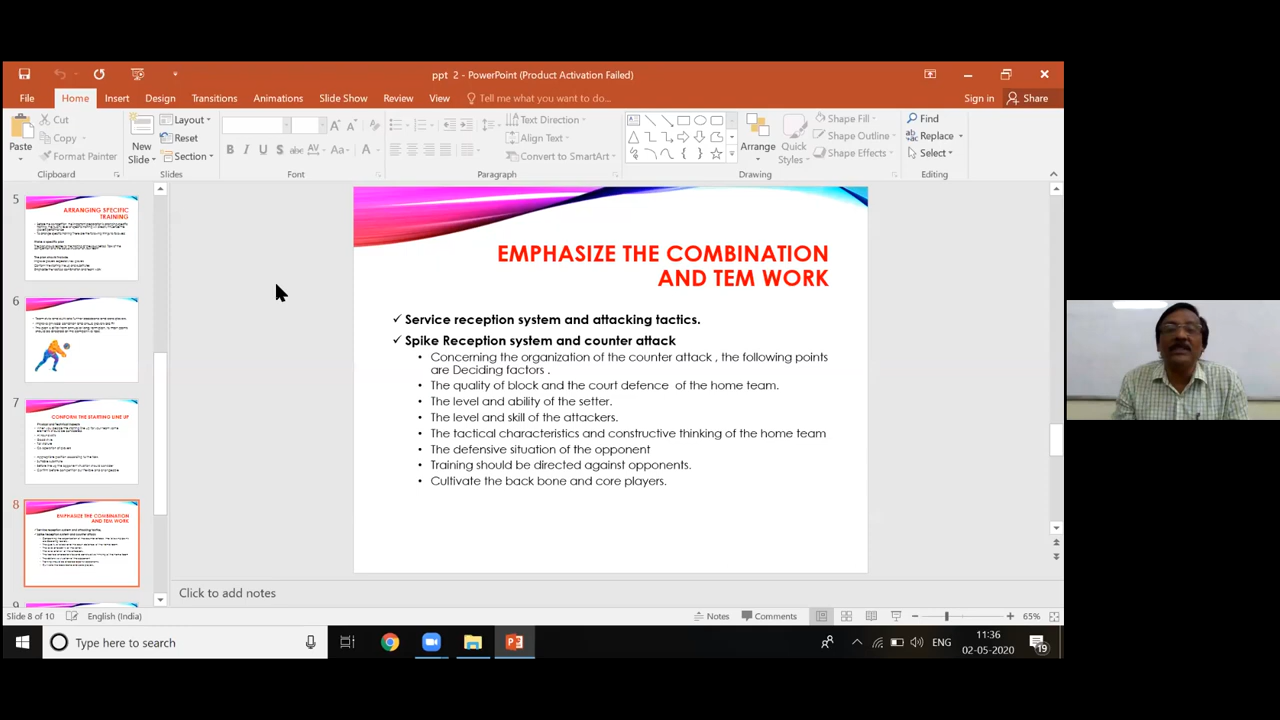 ppt 2 - PowerPoint (Product Activation Failed)
File Home Insert Design Transitions Animations Slide Show Review View Tell me what you want to do... Sign in Share
Paste
Cut
Copy
Format Painter
Clipboard
New Slide
Layout
Reset
Section
Slides
B I U S abc AV Aa A
Font
Text Direction
Align Text
Convert to SmartArt
Paragraph
Arrange
Quick Styles
Shape Fill
Shape Outline
Shape Effects
Drawing
Find
Replace
Select
Editing
5
ARRANGING SPECIFIC
TRAINING
6
7
CONFORM THE STARTING LINE UP
8
EMPHASIZE THE COMBINATION
AND TEM WORK
9
EMPHASIZE THE COMBINATION
AND TEM WORK
✓ Service reception system and attacking tactics.
✓ Spike Reception system and counter attack
• Concerning the organization of the counter attack , the following points
are Deciding factors .
• The quality of block and the court defence of the home team.
• The level and ability of the setter.
• The level and skill of the attackers.
• The tactical characteristics and constructive thinking of the home team
• The defensive situation of the opponent
• Training should be directed against opponents.
• Cultivate the back bone and core players.
Click to add notes
Slide 8 of 10 English (India) Notes Comments 65%
Type here to search
ENG
11:36
02-05-2020
19